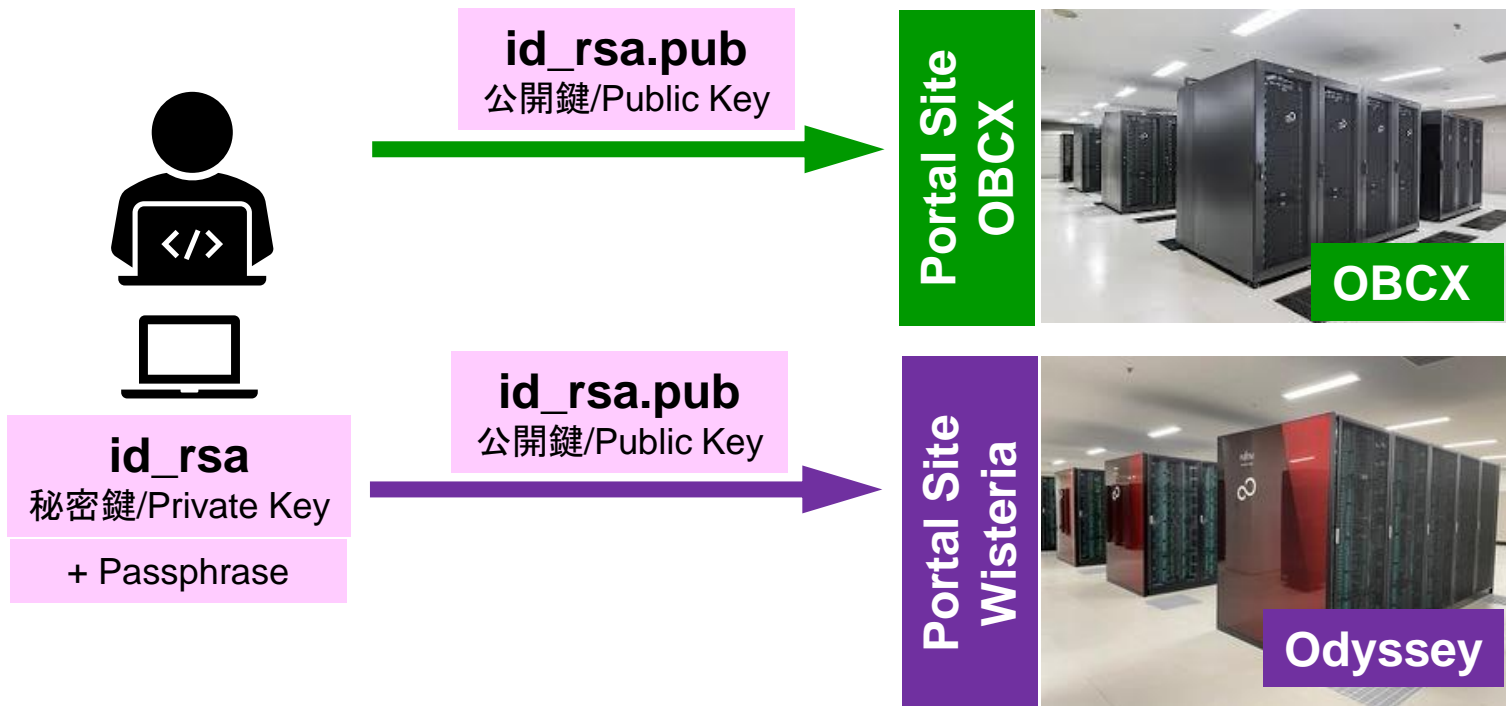 id_rsa.pub
公開鍵/Public Key
Portal Site
OBCX
OBCX
</>
id_rsa
秘密鍵/Private Key
+ Passphrase
id_rsa.pub
公開鍵/Public Key
Portal Site
Wisteria
Odyssey